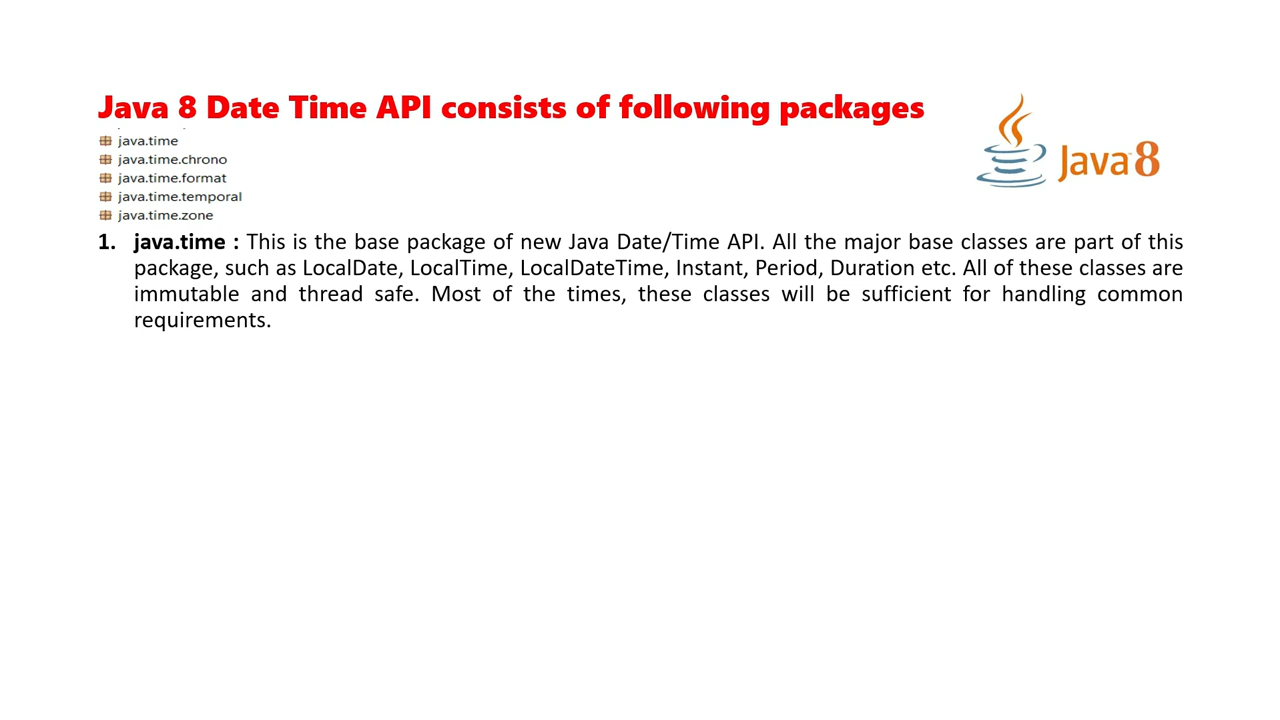 Java 8 Date Time API consists of following packages
Java 8
java.time
java.time.chrono
java.time.format
java.time.temporal
java.time.zone
1. java.time : This is the base package of new Java Date/Time API. All the major base classes are part of this
package, such as LocalDate, LocalTime, LocalDateTime, Instant, Period, Duration etc. All of these classes are
immutable and thread safe. Most of the times, these classes will be sufficient for handling common
requirements.